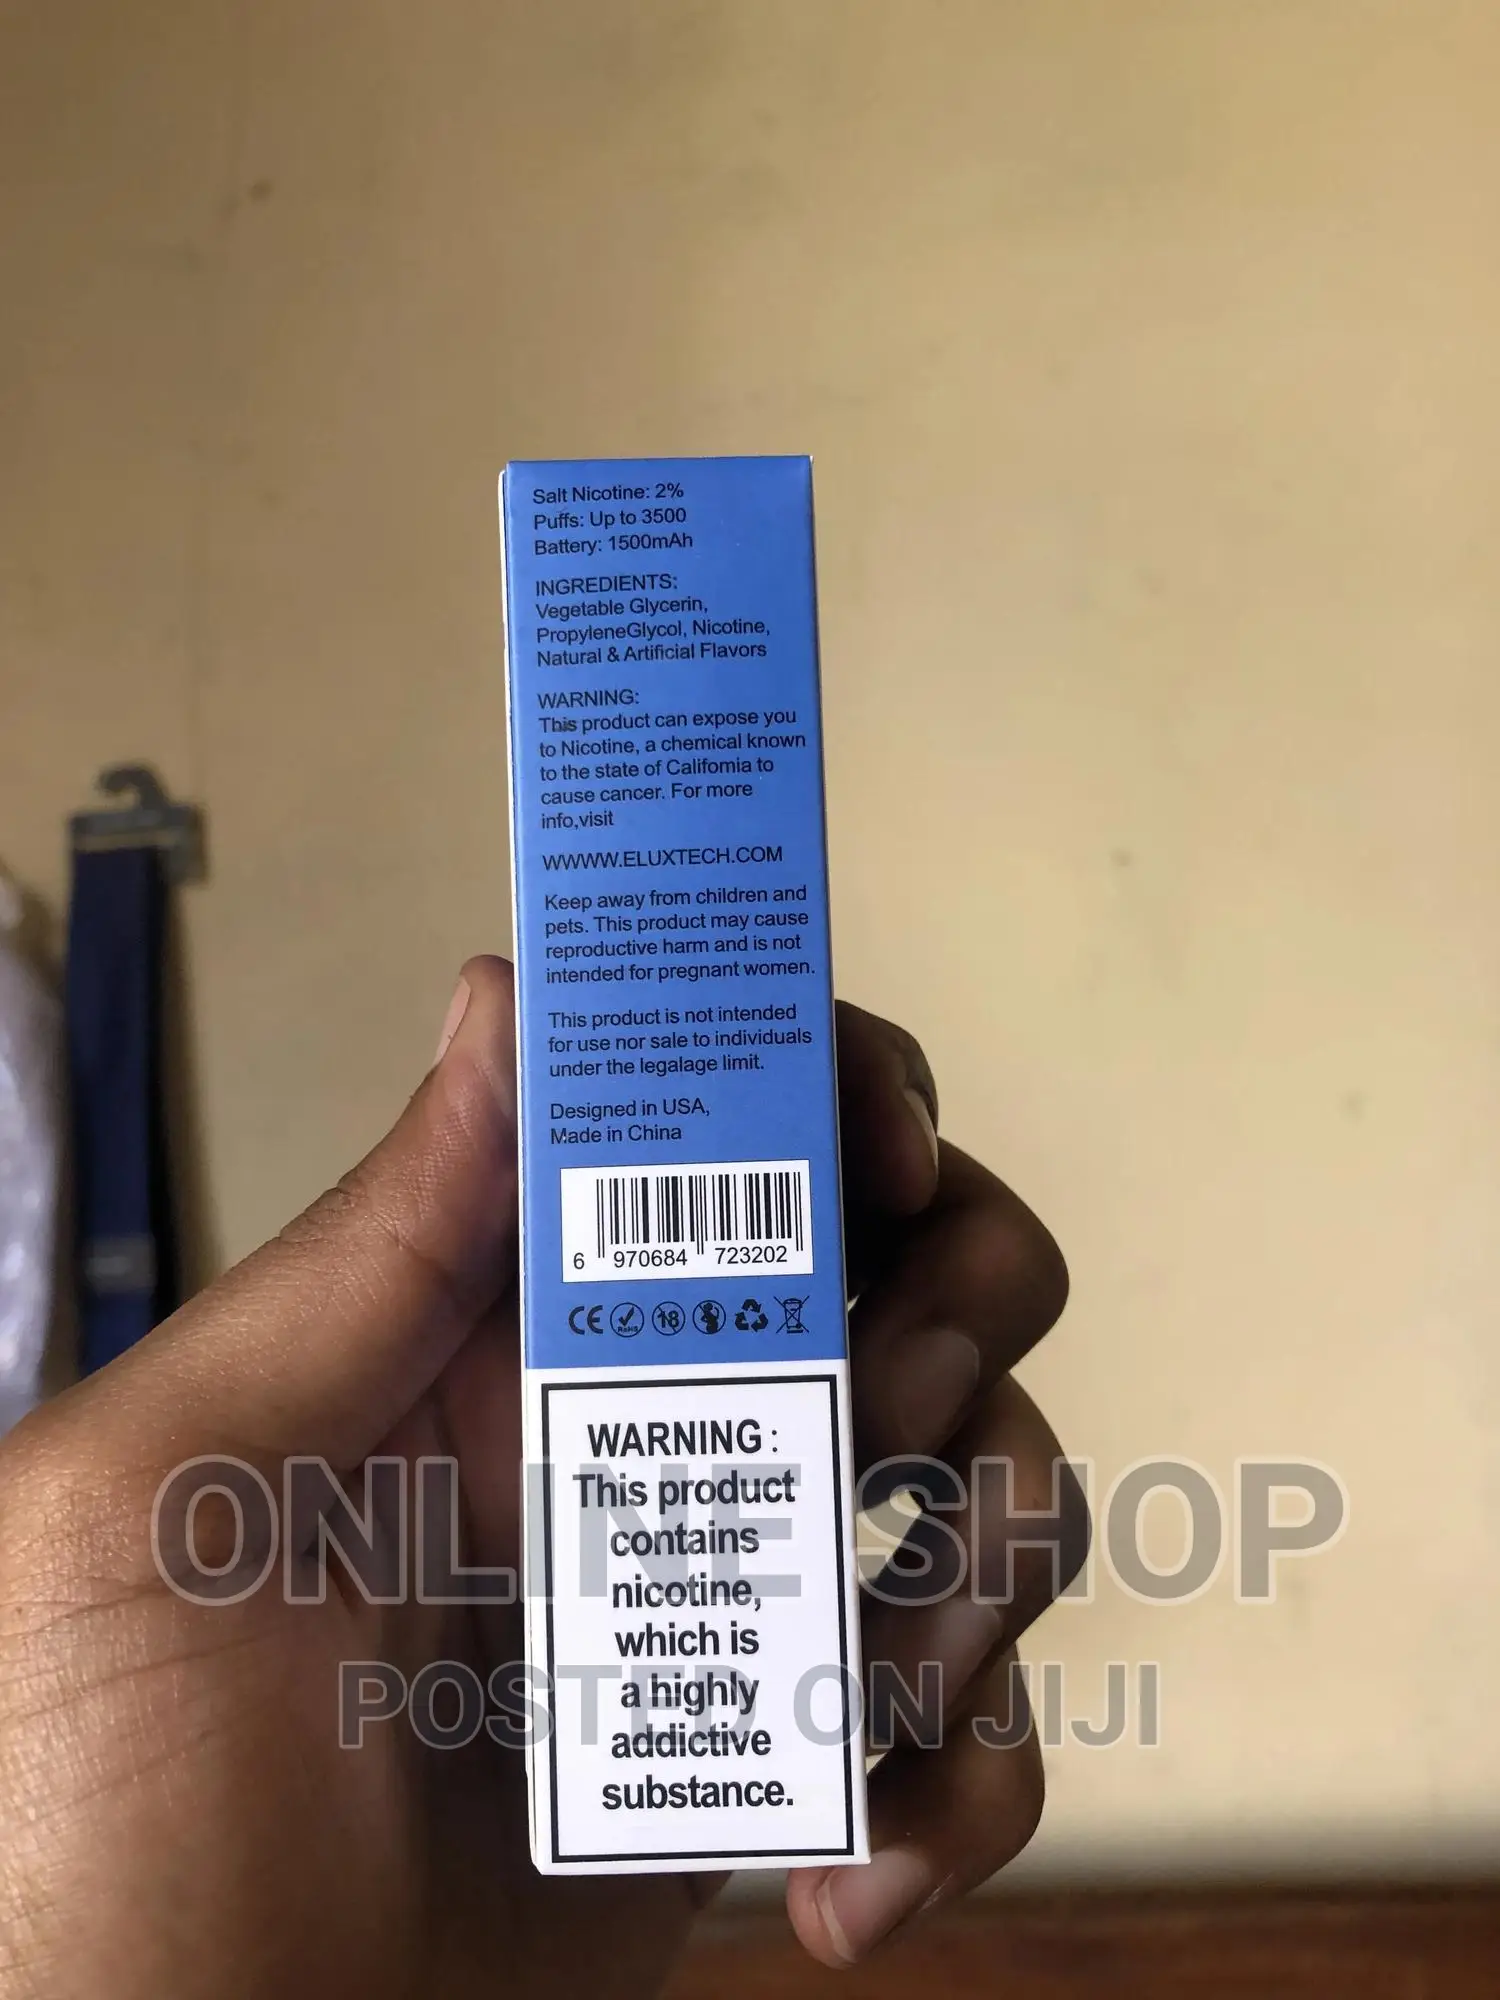 Salt Nicotine: 2%
Puffs: Up to 3500
Battery: 1500mAh
INGREDIENTS:
Vegetable Glycerin,
PropyleneGlycol, Nicotine,
Natural & Artificial Flavors
WARNING:
This product can expose you
to Nicotine, a chemical known
to the state of Califomia to
cause cancer. For more
info,visit
WWWW.ELUXTECH.COM
Keep away from children and
pets. This product may cause
reproductive harm and is not
intended for pregnant women.
This product is not intended
for use nor sale to individuals
under the legalage limit.
Designed in USA,
Made in China
6 970684 723202
CE RoHS 18
WARNING:
This product
contains
nicotine,
which is
a highly
addictive
substance.
ONLINE SHOP
POSTED ON JIJI